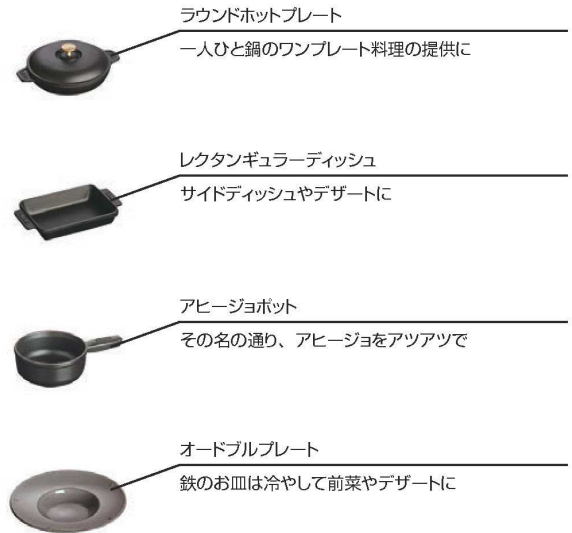 ラウンドホットプレート
一人ひと鍋のワンプレート料理の提供に
レクタンギュラーディッシュ
サイドディッシュやデザートに
アヒージョポット
その名の通り、アヒージョをアツアツで
オードブルプレート
鉄のお皿は冷やして前菜やデザートに